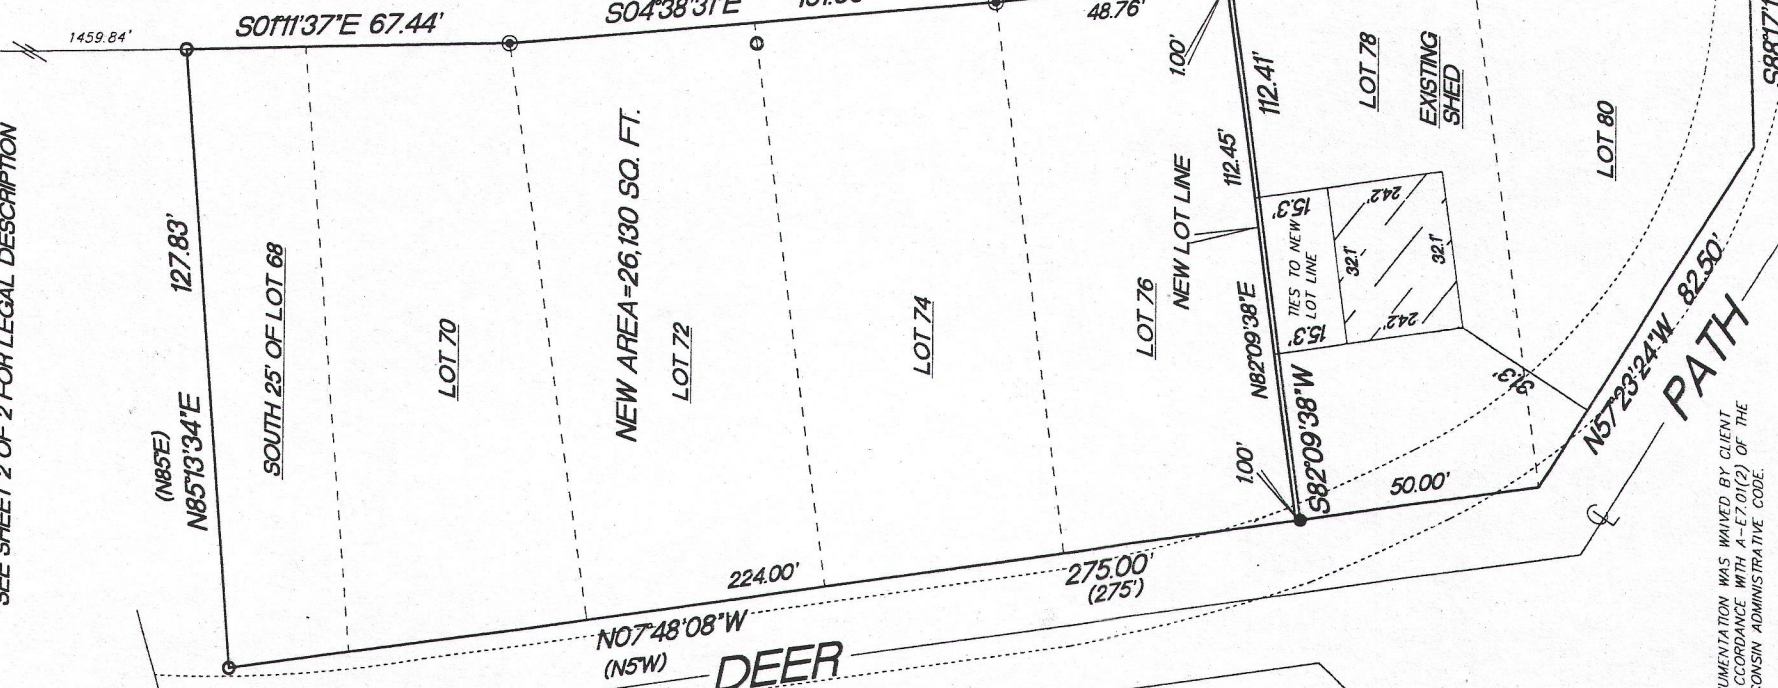 1459.84'
S01°11'37"E 67.44'
S04°38'31"E
48.76'
1.00'
112.41'
LOT 78
EXISTING
SHED
LOT 80
SEE SHEET 2 OF 2 FOR LEGAL DESCRIPTION
127.83'
(N85°E)
N85°13'34"E
SOUTH 25' OF LOT 68
LOT 70
NEW AREA=26,130 SQ. FT.
LOT 72
LOT 74
LOT 76
NEW LOT LINE
112.45'
N82°09'38"E
S82°09'38"W
15.3'
TIES TO NEW
LOT LINE
15.3'
32.1'
24.2'
24.2'
32.1'
31.3'
1.00'
50.00'
N57°23'24"W 82.50'
224.00'
275.00'
(275')
N07°48'08"W
(N5°W)
DEER
PATH
UMENTATION WAS WAIVED BY CLIENT
CCORDANCE WITH A-E7.01(2) OF THE
CONSIN ADMINISTRATIVE CODE.